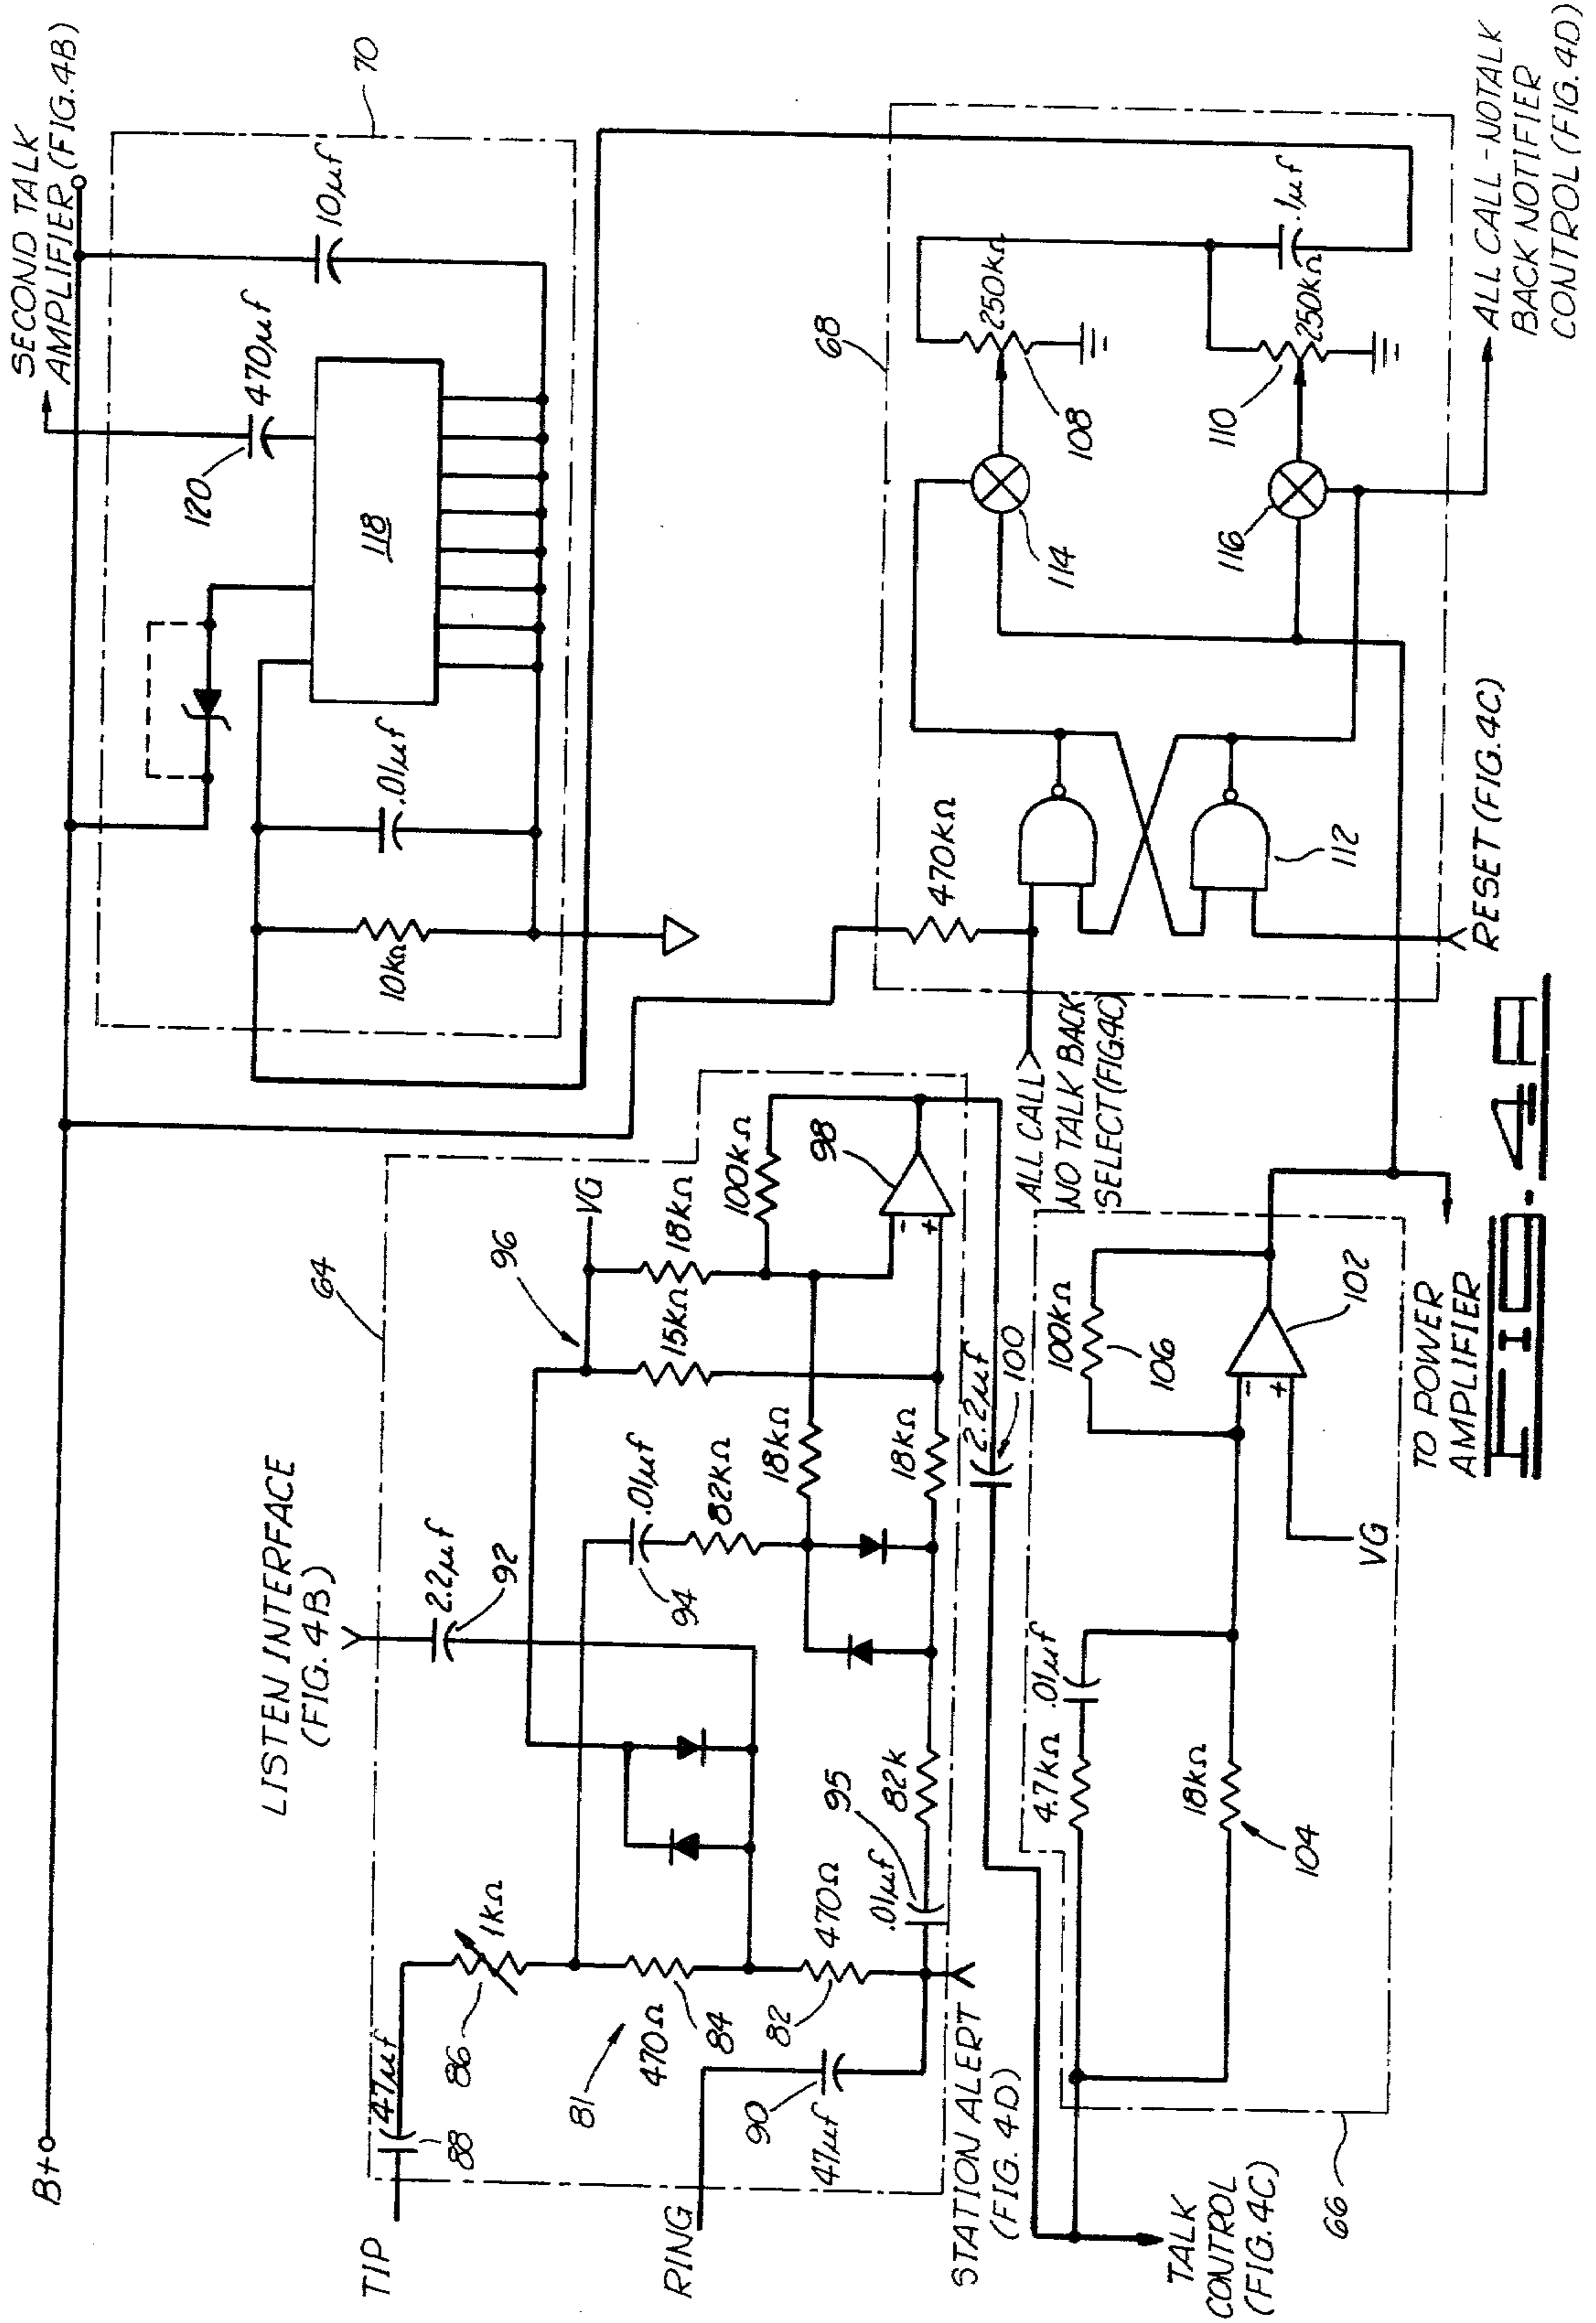 B+
SECOND TALK
AMPLIFIER (FIG. 4B)
70
10µf
470µf
120
118
.01µf
10kΩ
LISTEN INTERFACE
(FIG. 4B)
64
2.2µf
92
96
VG
TIP
47µf
88
86
1kΩ
81
470Ω
84
82
470Ω
RING
90
47µf
STATION ALERT
(FIG. 4D)
.01µf
94
82kΩ
95
.01µf
82k
18kΩ
18kΩ
15kΩ
18kΩ
100kΩ
98
-
+
2.2µf
100
TALK
CONTROL
(FIG. 4C)
66
4.7kΩ
.01µf
18kΩ
104
100kΩ
106
102
-
+
VG
TO POWER
AMPLIFIER
ALL CALL
NO TALK BACK
SELECT (FIG. 4C)
470kΩ
68
112
RESET (FIG. 4C)
114
116
250kΩ
108
250kΩ
110
.1µf
ALL CALL-NOTALK
BACK NOTIFIER
CONTROL (FIG. 4D)
FIG. 4A